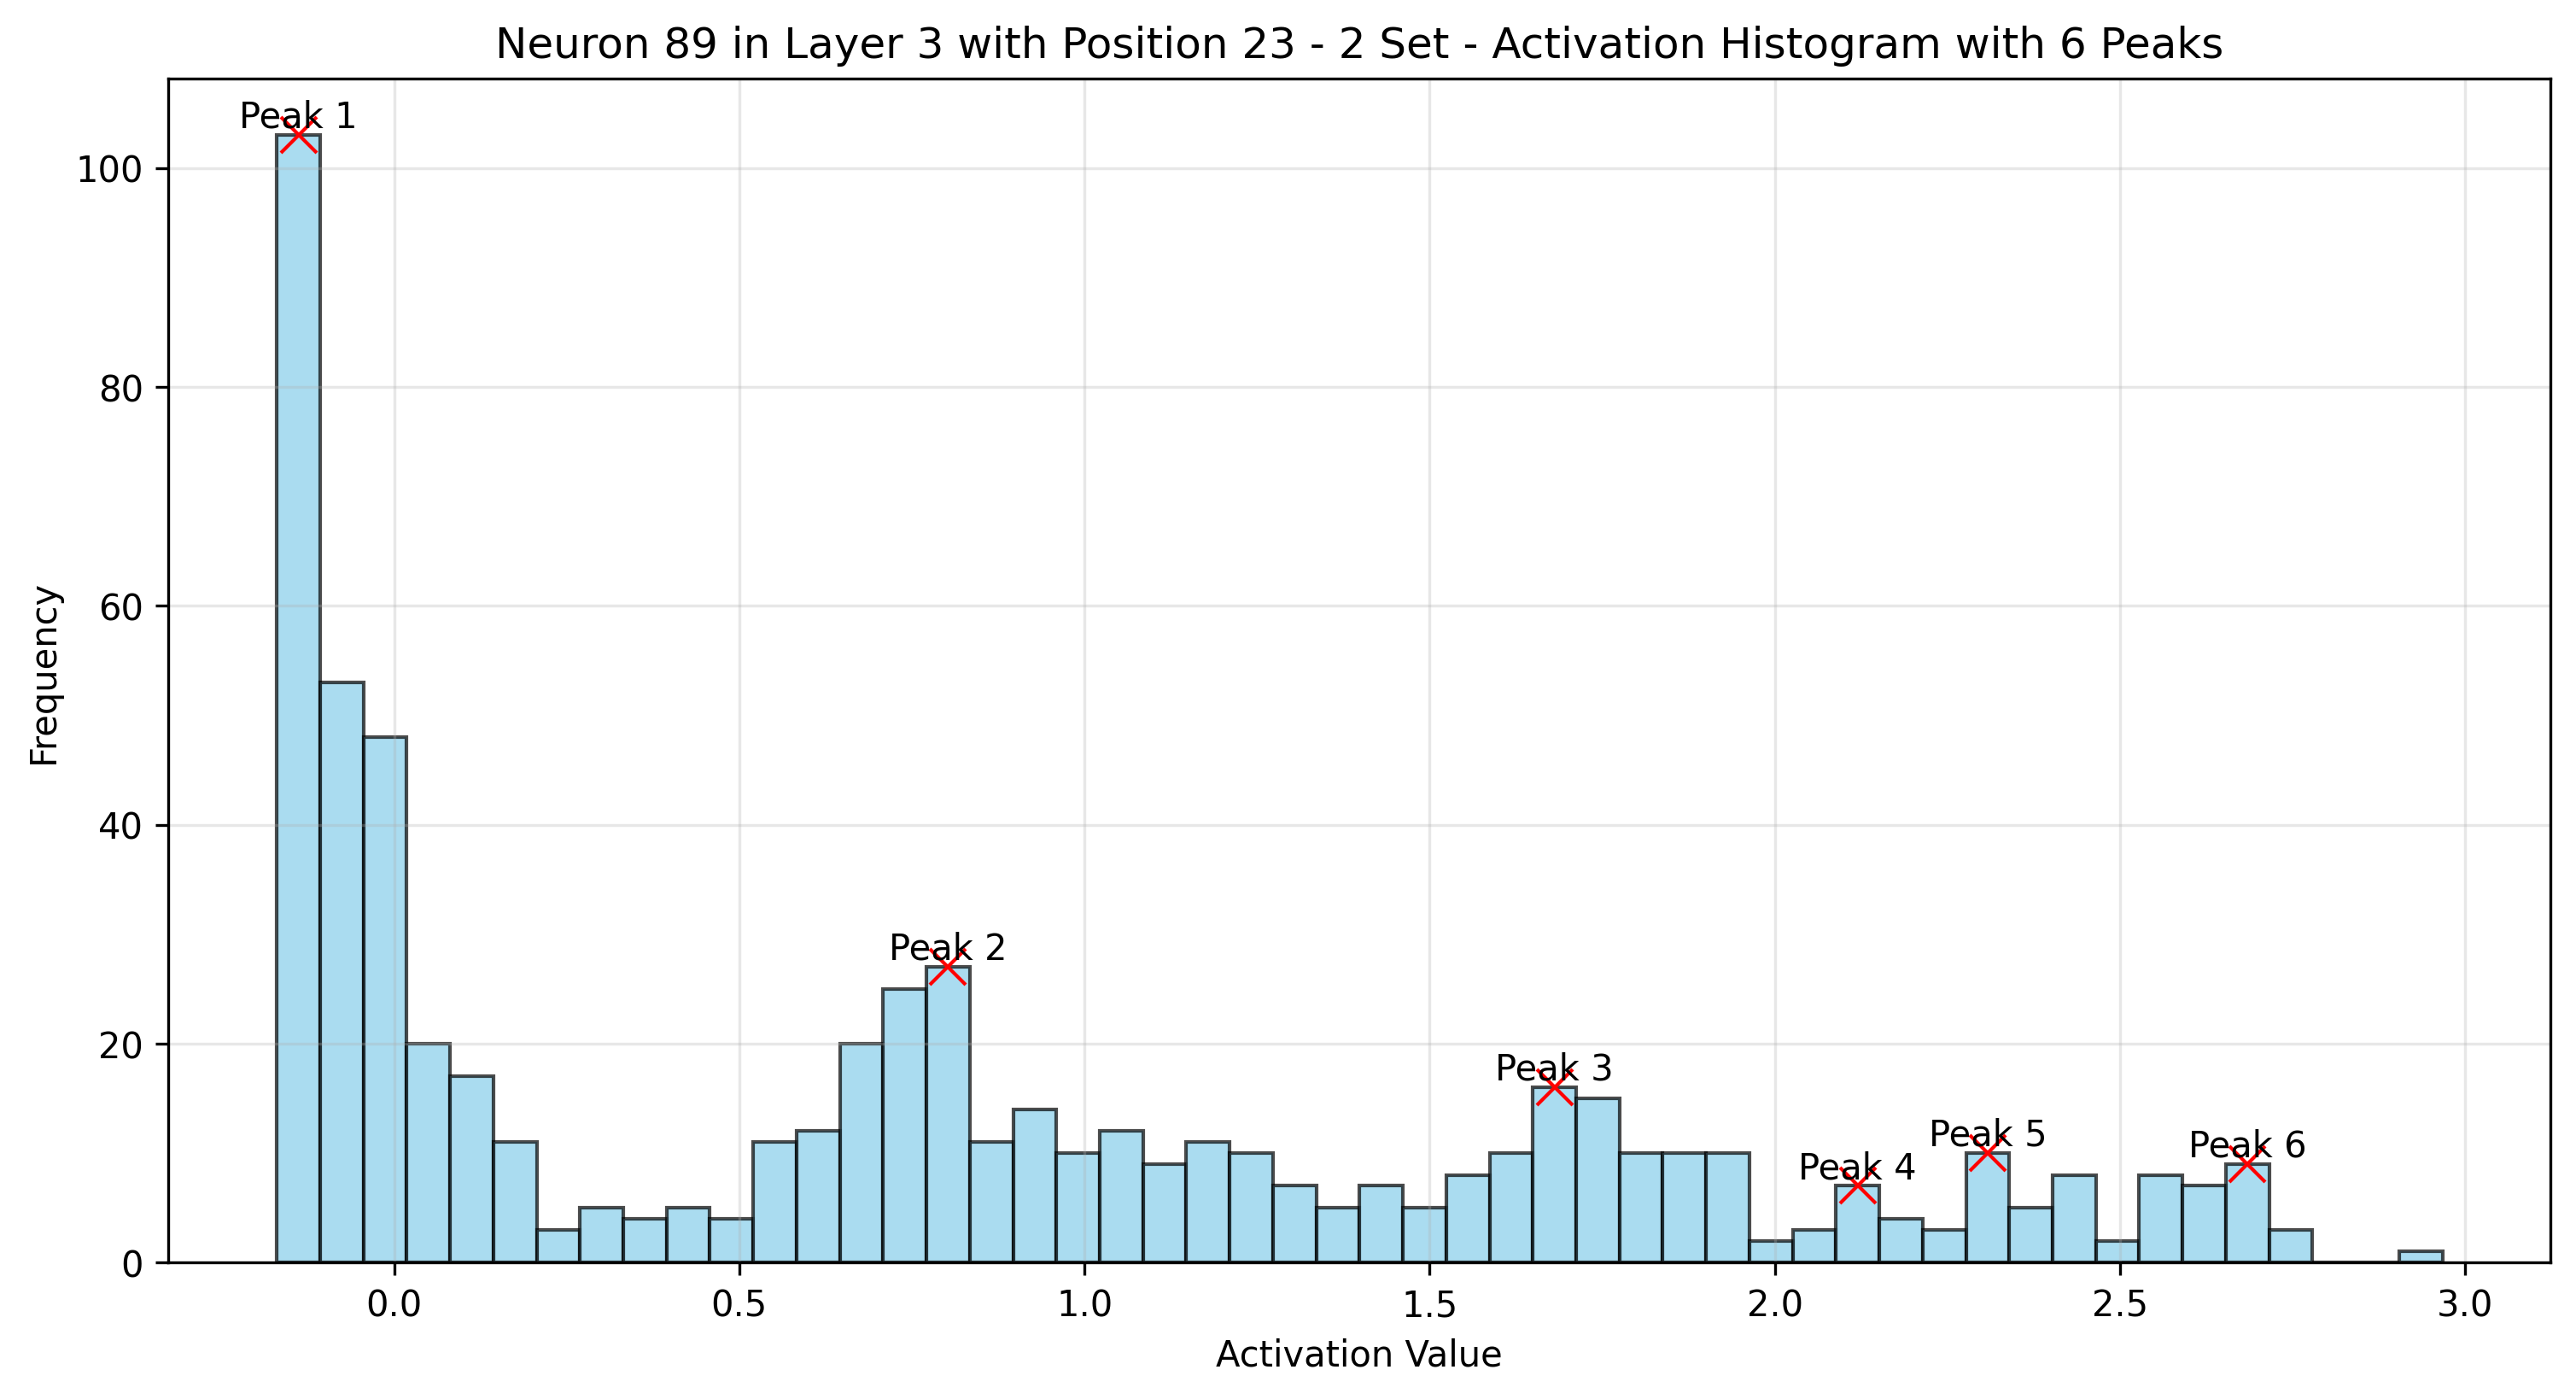 Neuron 89 in Layer 3 with Position 23 - 2 Set - Activation Histogram with 6 Peaks
Peak 1
Peak 2
Peak 3
Peak 4
Peak 5
Peak 6
Frequency
100
80
60
40
20
0
0.0 0.5 1.0 1.5 2.0 2.5 3.0
Activation Value